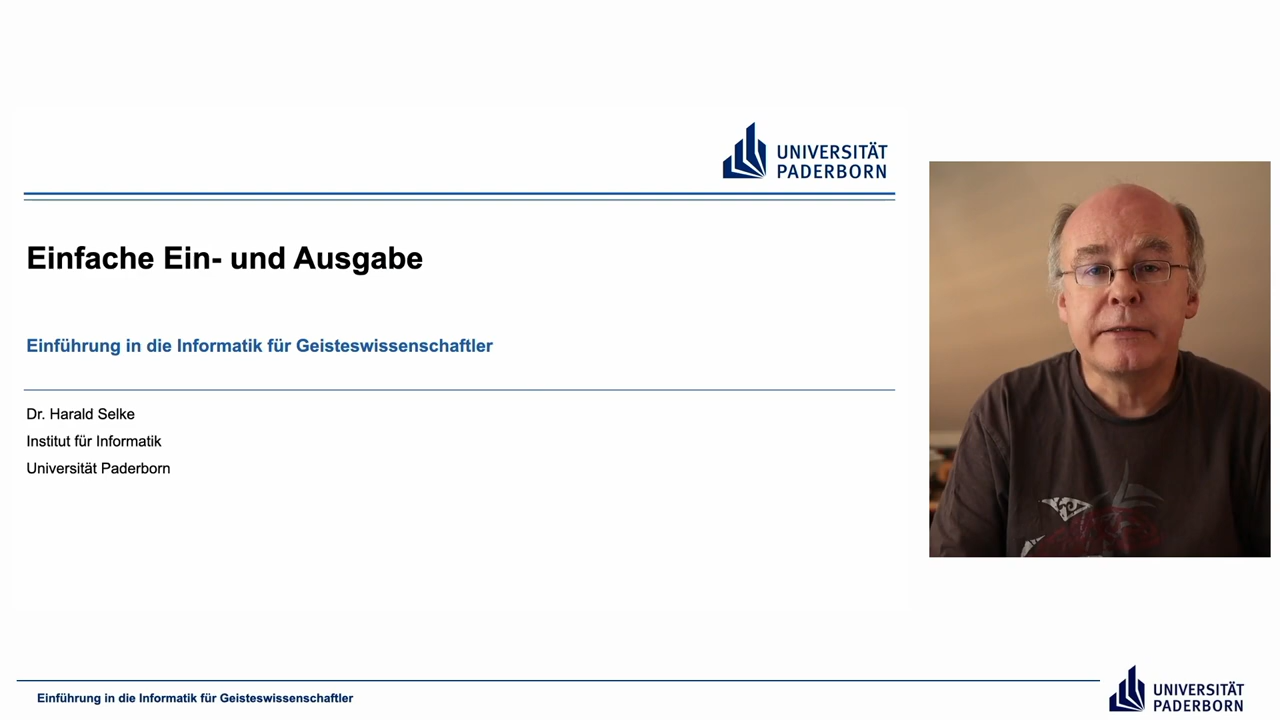 UNIVERSITÄT
PADERBORN
Einfache Ein- und Ausgabe
Einführung in die Informatik für Geisteswissenschaftler
Dr. Harald Selke
Institut für Informatik
Universität Paderborn
Einführung in die Informatik für Geisteswissenschaftler
UNIVERSITÄT
PADERBORN